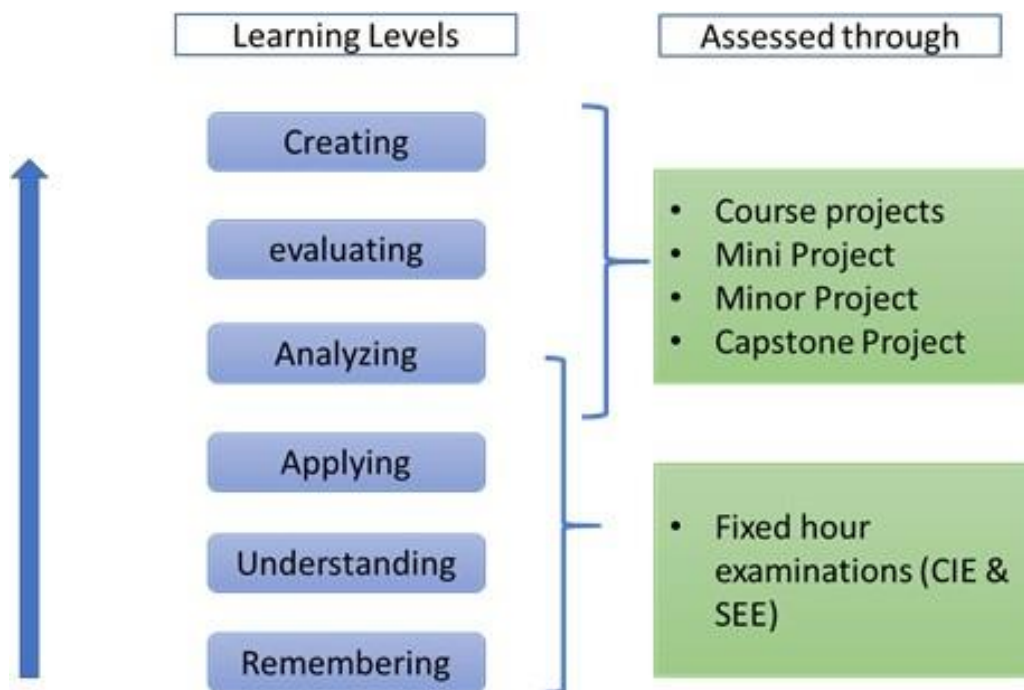 Learning Levels
Assessed through
Creating
evaluating
Analyzing
Applying
Understanding
Remembering
• Course projects
• Mini Project
• Minor Project
• Capstone Project
• Fixed hour
examinations (CIE &
SEE)